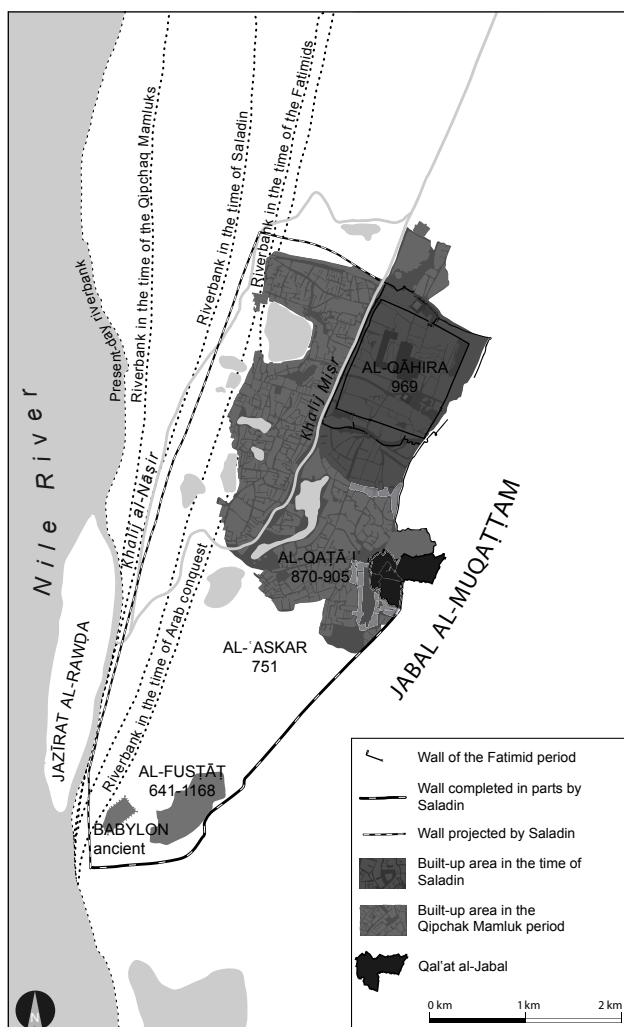 Present-day riverbank
Riverbank in the time of the Qipchaq Mamluks
Riverbank in the time of Saladin
Riverbank in the time of the Fatimids
Nile River
Khalij al-Nāṣir
Khalij Misr
AL-QĀHIRA
969
AL-QAṬĀʾIʿ
870-905
JABAL AL-MUQAṬṬAM
AL-ʿASKAR
751
Riverbank in the time of Arab conquest
JAZĪRAT AL-RAWḌA
AL-FUSṬĀṬ
641-1168
BABYLON
ancient
Wall of the Fatimid period
Wall completed in parts by
Saladin
Wall projected by Saladin
Built-up area in the time of
Saladin
Built-up area in the
Qipchak Mamluk period
Qal'at al-Jabal
0 km 1 km 2 km
N